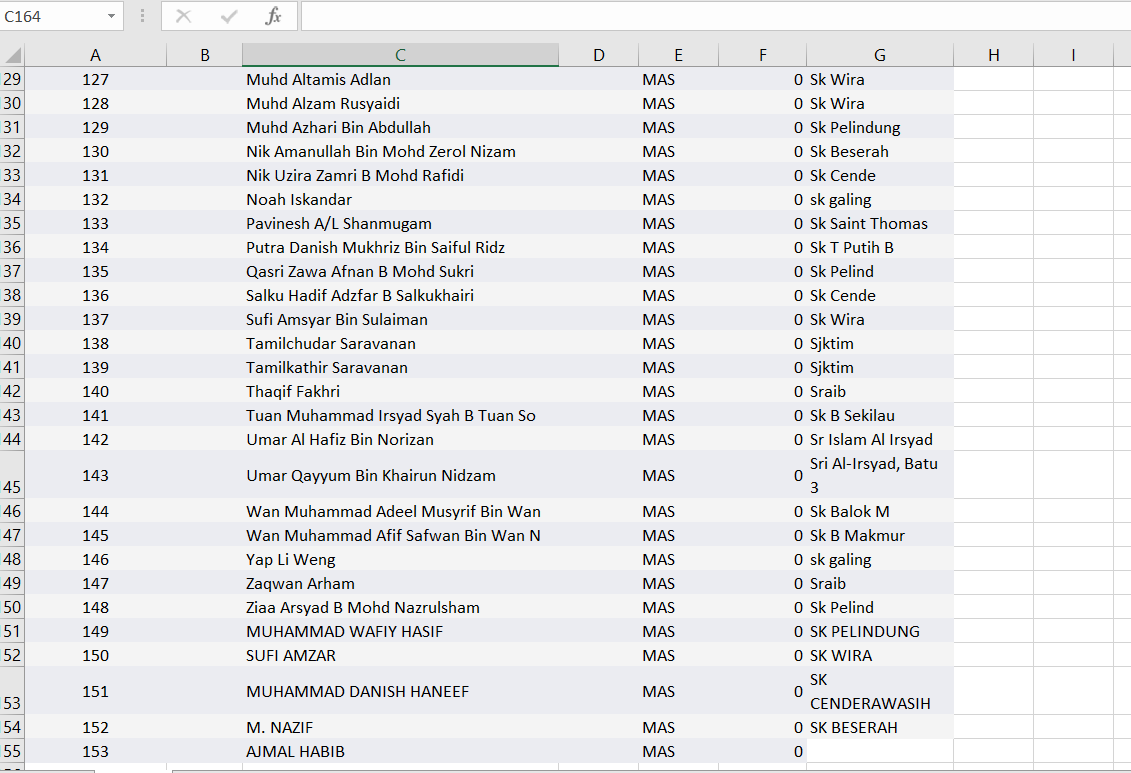 C164
fx
A B C D E F G H I
29 127 Muhd Altamis Adlan MAS 0 Sk Wira
30 128 Muhd Alzam Rusyaidi MAS 0 Sk Wira
31 129 Muhd Azhari Bin Abdullah MAS 0 Sk Pelindung
32 130 Nik Amanullah Bin Mohd Zerol Nizam MAS 0 Sk Beserah
33 131 Nik Uzira Zamri B Mohd Rafidi MAS 0 Sk Cende
34 132 Noah Iskandar MAS 0 sk galing
35 133 Pavinesh A/L Shanmugam MAS 0 Sk Saint Thomas
36 134 Putra Danish Mukhriz Bin Saiful Ridz MAS 0 Sk T Putih B
37 135 Qasri Zawa Afnan B Mohd Sukri MAS 0 Sk Pelind
38 136 Salku Hadif Adzfar B Salkukhairi MAS 0 Sk Cende
39 137 Sufi Amsyar Bin Sulaiman MAS 0 Sk Wira
40 138 Tamilchudar Saravanan MAS 0 Sjktim
41 139 Tamilkathir Saravanan MAS 0 Sjktim
42 140 Thaqif Fakhri MAS 0 Sraib
43 141 Tuan Muhammad Irsyad Syah B Tuan So MAS 0 Sk B Sekilau
44 142 Umar Al Hafiz Bin Norizan MAS 0 Sr Islam Al Irsyad
45 143 Umar Qayyum Bin Khairun Nidzam MAS 0 Sri Al-Irsyad, Batu
3
46 144 Wan Muhammad Adeel Musyrif Bin Wan MAS 0 Sk Balok M
47 145 Wan Muhammad Afif Safwan Bin Wan N MAS 0 Sk B Makmur
48 146 Yap Li Weng MAS 0 sk galing
49 147 Zaqwan Arham MAS 0 Sraib
50 148 Ziaa Arsyad B Mohd Nazrulsham MAS 0 Sk Pelind
51 149 MUHAMMAD WAFIY HASIF MAS 0 SK PELINDUNG
52 150 SUFI AMZAR MAS 0 SK WIRA
53 151 MUHAMMAD DANISH HANEEF MAS 0 SK
CENDERAWASIH
54 152 M. NAZIF MAS 0 SK BESERAH
55 153 AJMAL HABIB MAS 0